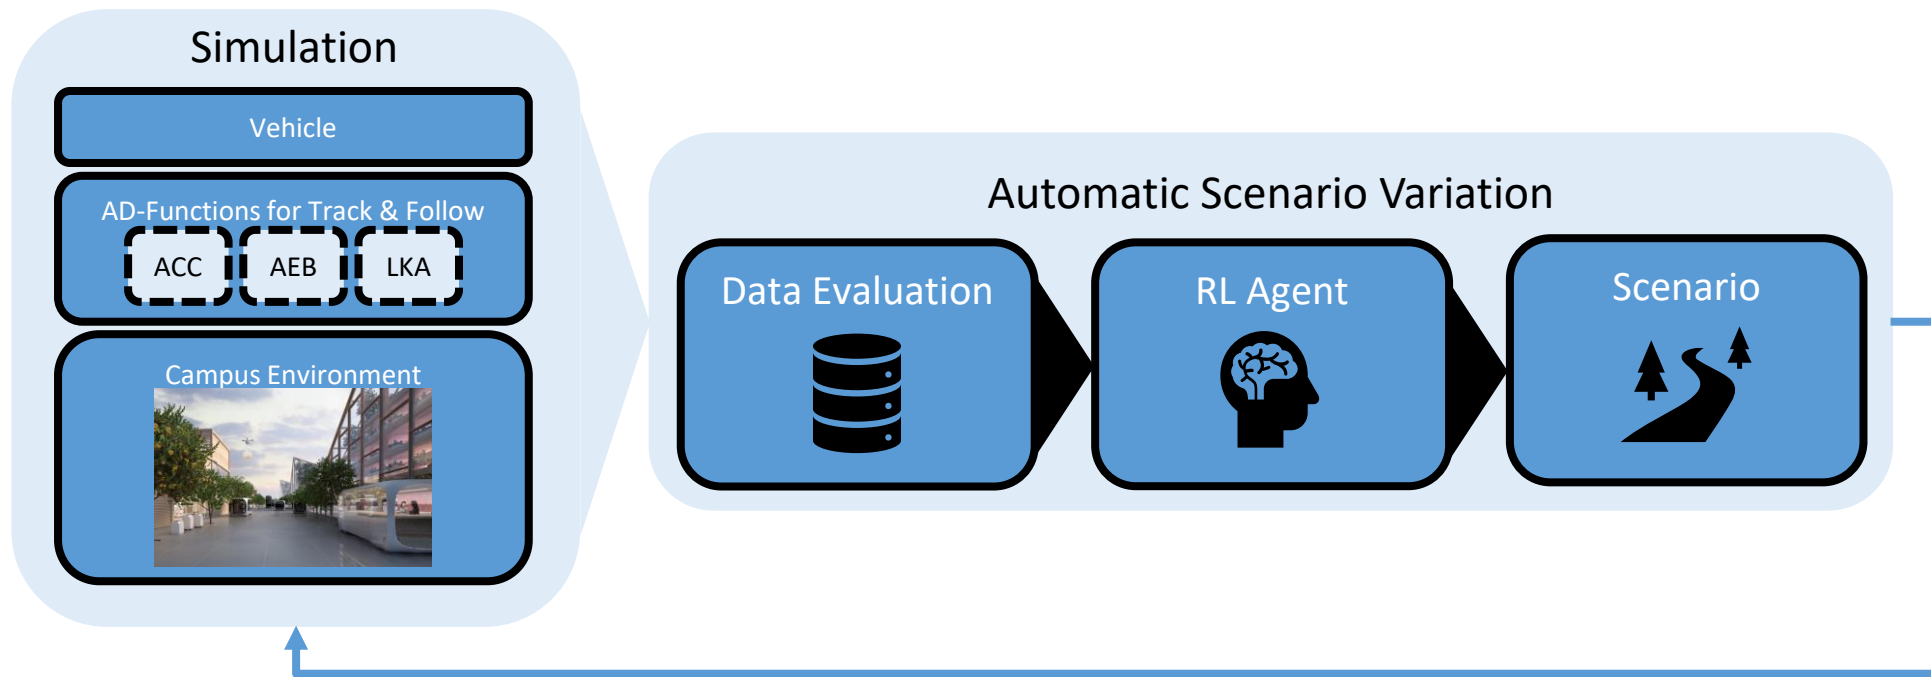 Simulation
Vehicle
AD-Functions for Track & Follow
ACC
AEB
LKA
Campus Environment
Automatic Scenario Variation
Data Evaluation
RL Agent
Scenario